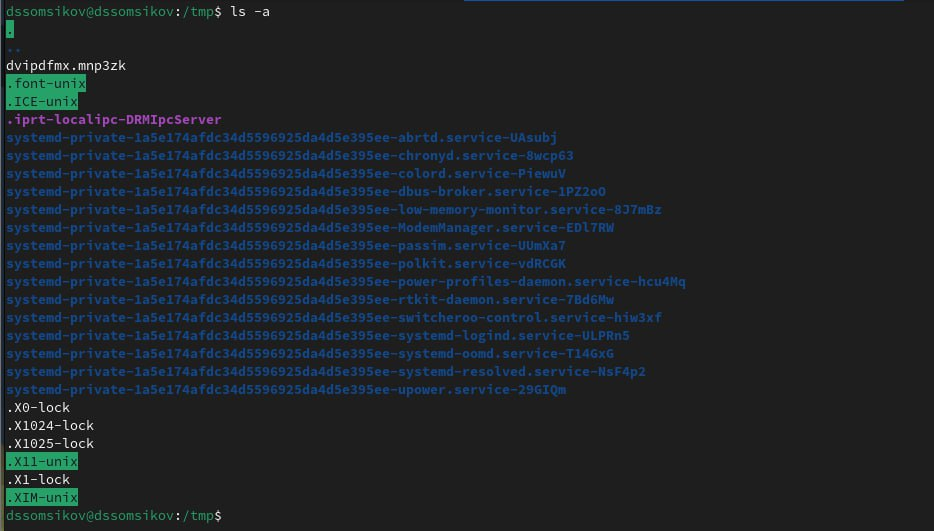 dssomsikov@dssomsikov:/tmp$ ls -a
.
..
dvipdfmx.mnp3zk
.font-unix
.ICE-unix
.iprt-localipc-DRMIpcServer
systemd-private-1a5e174afdc34d5596925da4d5e395ee-abrtd.service-UAsubj
systemd-private-1a5e174afdc34d5596925da4d5e395ee-chronyd.service-8wcp63
systemd-private-1a5e174afdc34d5596925da4d5e395ee-colord.service-PiewuV
systemd-private-1a5e174afdc34d5596925da4d5e395ee-dbus-broker.service-1PZ2oO
systemd-private-1a5e174afdc34d5596925da4d5e395ee-low-memory-monitor.service-8J7mBz
systemd-private-1a5e174afdc34d5596925da4d5e395ee-ModemManager.service-EDl7RW
systemd-private-1a5e174afdc34d5596925da4d5e395ee-passim.service-UUmXa7
systemd-private-1a5e174afdc34d5596925da4d5e395ee-polkit.service-vdRCGK
systemd-private-1a5e174afdc34d5596925da4d5e395ee-power-profiles-daemon.service-hcu4Mq
systemd-private-1a5e174afdc34d5596925da4d5e395ee-rtkit-daemon.service-7Bd6Mw
systemd-private-1a5e174afdc34d5596925da4d5e395ee-switcheroo-control.service-hiw3xf
systemd-private-1a5e174afdc34d5596925da4d5e395ee-systemd-logind.service-ULPRn5
systemd-private-1a5e174afdc34d5596925da4d5e395ee-systemd-oomd.service-T14GxG
systemd-private-1a5e174afdc34d5596925da4d5e395ee-systemd-resolved.service-NsF4p2
systemd-private-1a5e174afdc34d5596925da4d5e395ee-upower.service-29GIQm
.X0-lock
.X1024-lock
.X1025-lock
.X11-unix
.X1-lock
.XIM-unix
dssomsikov@dssomsikov:/tmp$